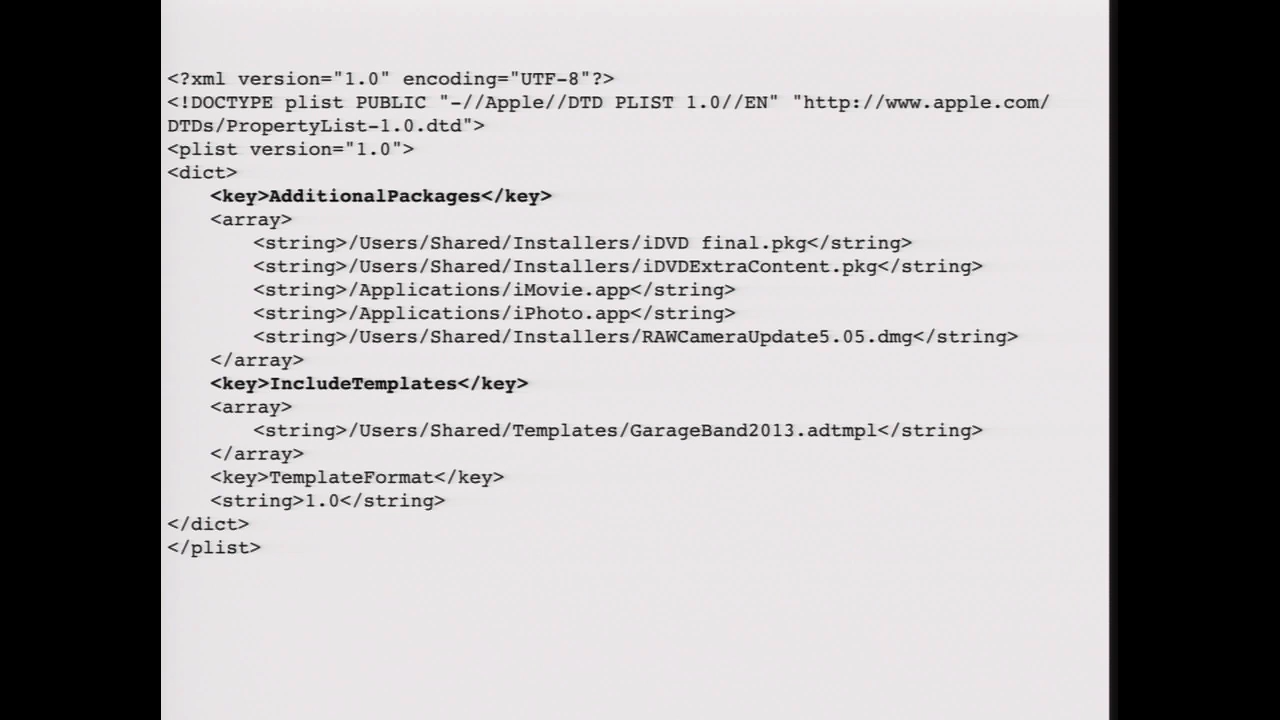 <?xml version="1.0" encoding="UTF-8"?>
<!DOCTYPE plist PUBLIC "-//Apple//DTD PLIST 1.0//EN" "http://www.apple.com/
DTDs/PropertyList-1.0.dtd">
<plist version="1.0">
<dict>
<key>AdditionalPackages</key>
<array>
<string>/Users/Shared/Installers/iDVD final.pkg</string>
<string>/Users/Shared/Installers/iDVDExtraContent.pkg</string>
<string>/Applications/iMovie.app</string>
<string>/Applications/iPhoto.app</string>
<string>/Users/Shared/Installers/RAWCameraUpdate5.05.dmg</string>
</array>
<key>IncludeTemplates</key>
<array>
<string>/Users/Shared/Templates/GarageBand2013.adtmpl</string>
</array>
<key>TemplateFormat</key>
<string>1.0</string>
</dict>
</plist>